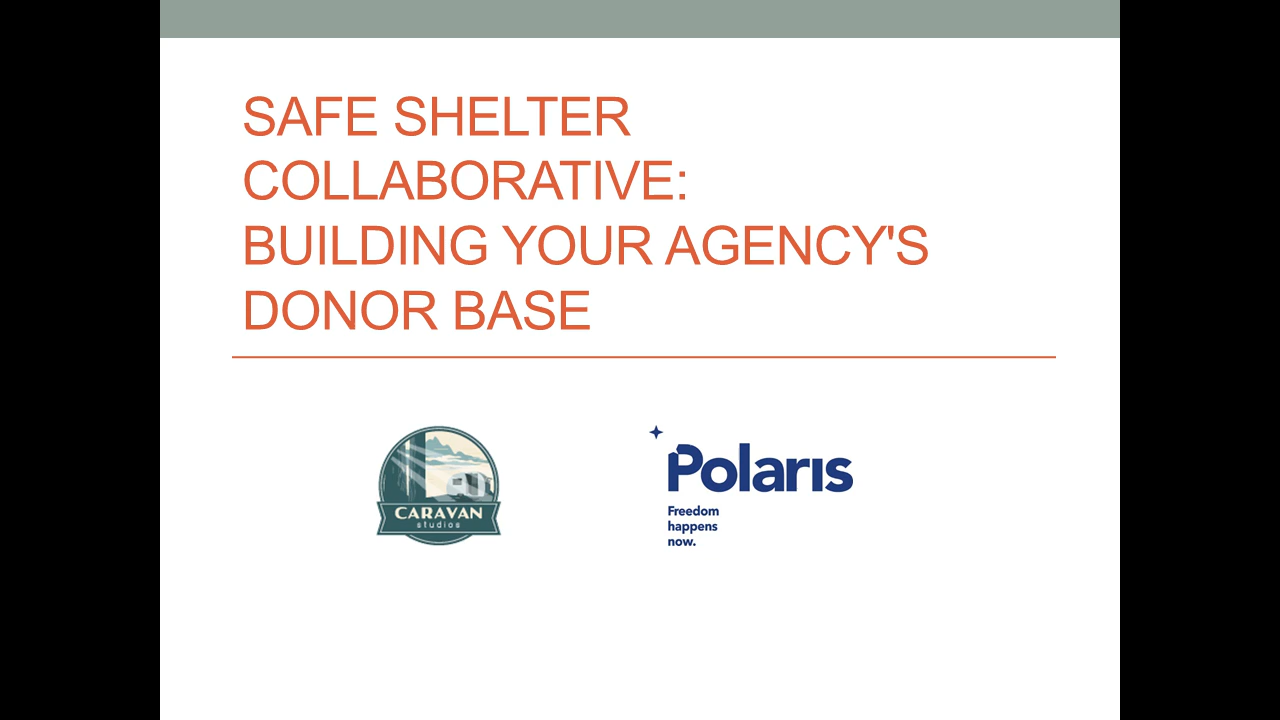 SAFE SHELTER
COLLABORATIVE:
BUILDING YOUR AGENCY'S
DONOR BASE
CARAVAN
studios
Polaris
Freedom
happens
now.